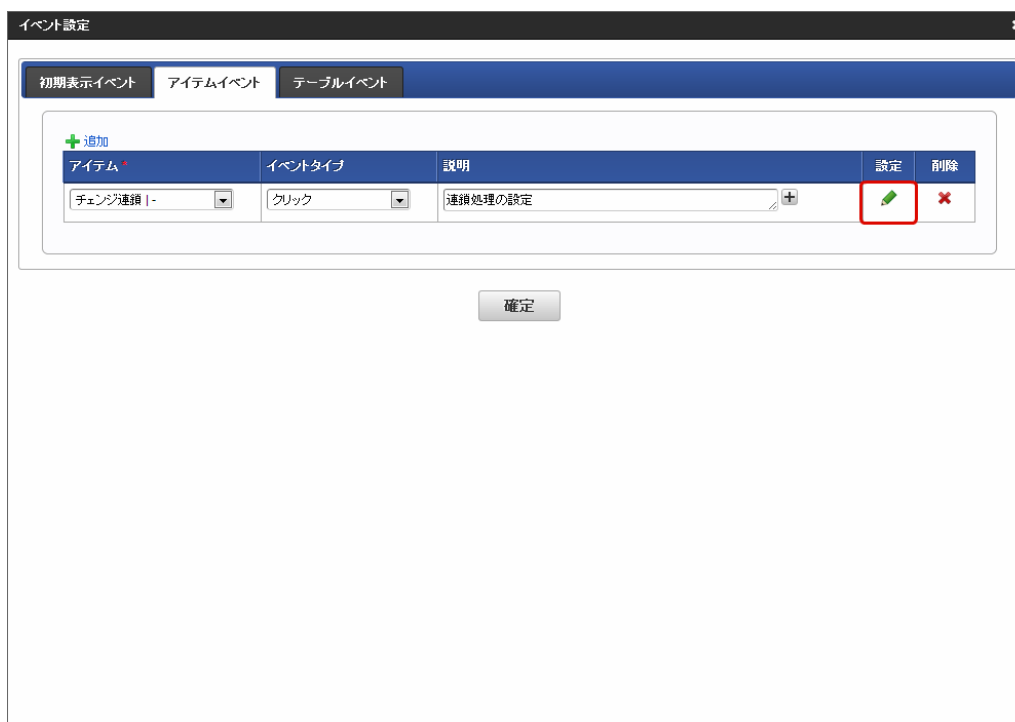 イベント設定
初期表示イベント アイテムイベント テーブルイベント
追加
アイテム* イベントタイプ 説明 設定 削除
チェンジ連鎖 | - クリック 連鎖処理の設定
確定